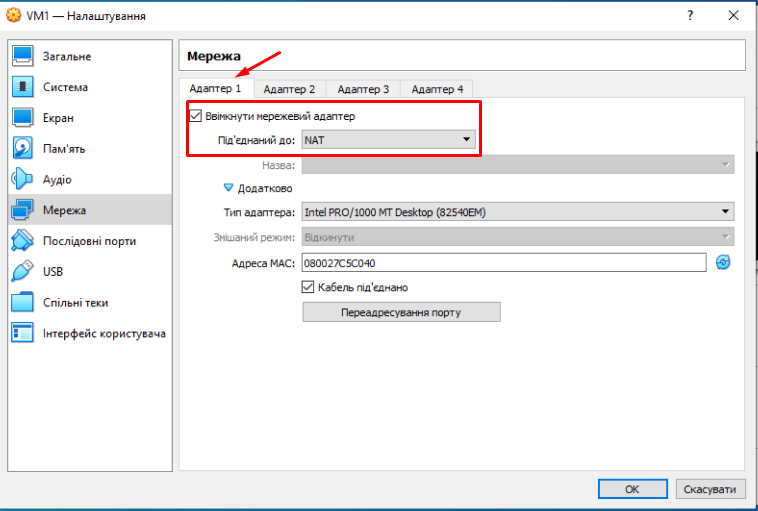 VM1 — Налаштування
Загальне
Система
Екран
Пам'ять
Аудіо
Мережа
Послідовні порти
USB
Спільні теки
Інтерфейс користувача
Мережа
Адаптер 1 Адаптер 2 Адаптер 3 Адаптер 4
Ввімкнути мережевий адаптер
Під'єднаний до: NAT
Назва:
Додатково
Тип адаптера: Intel PRO/1000 MT Desktop (82540EM)
Змішаний режим: Відкинути
Адреса MAC: 080027C5C040
Кабель під'єднано
Переадресування порту
OK Скасувати